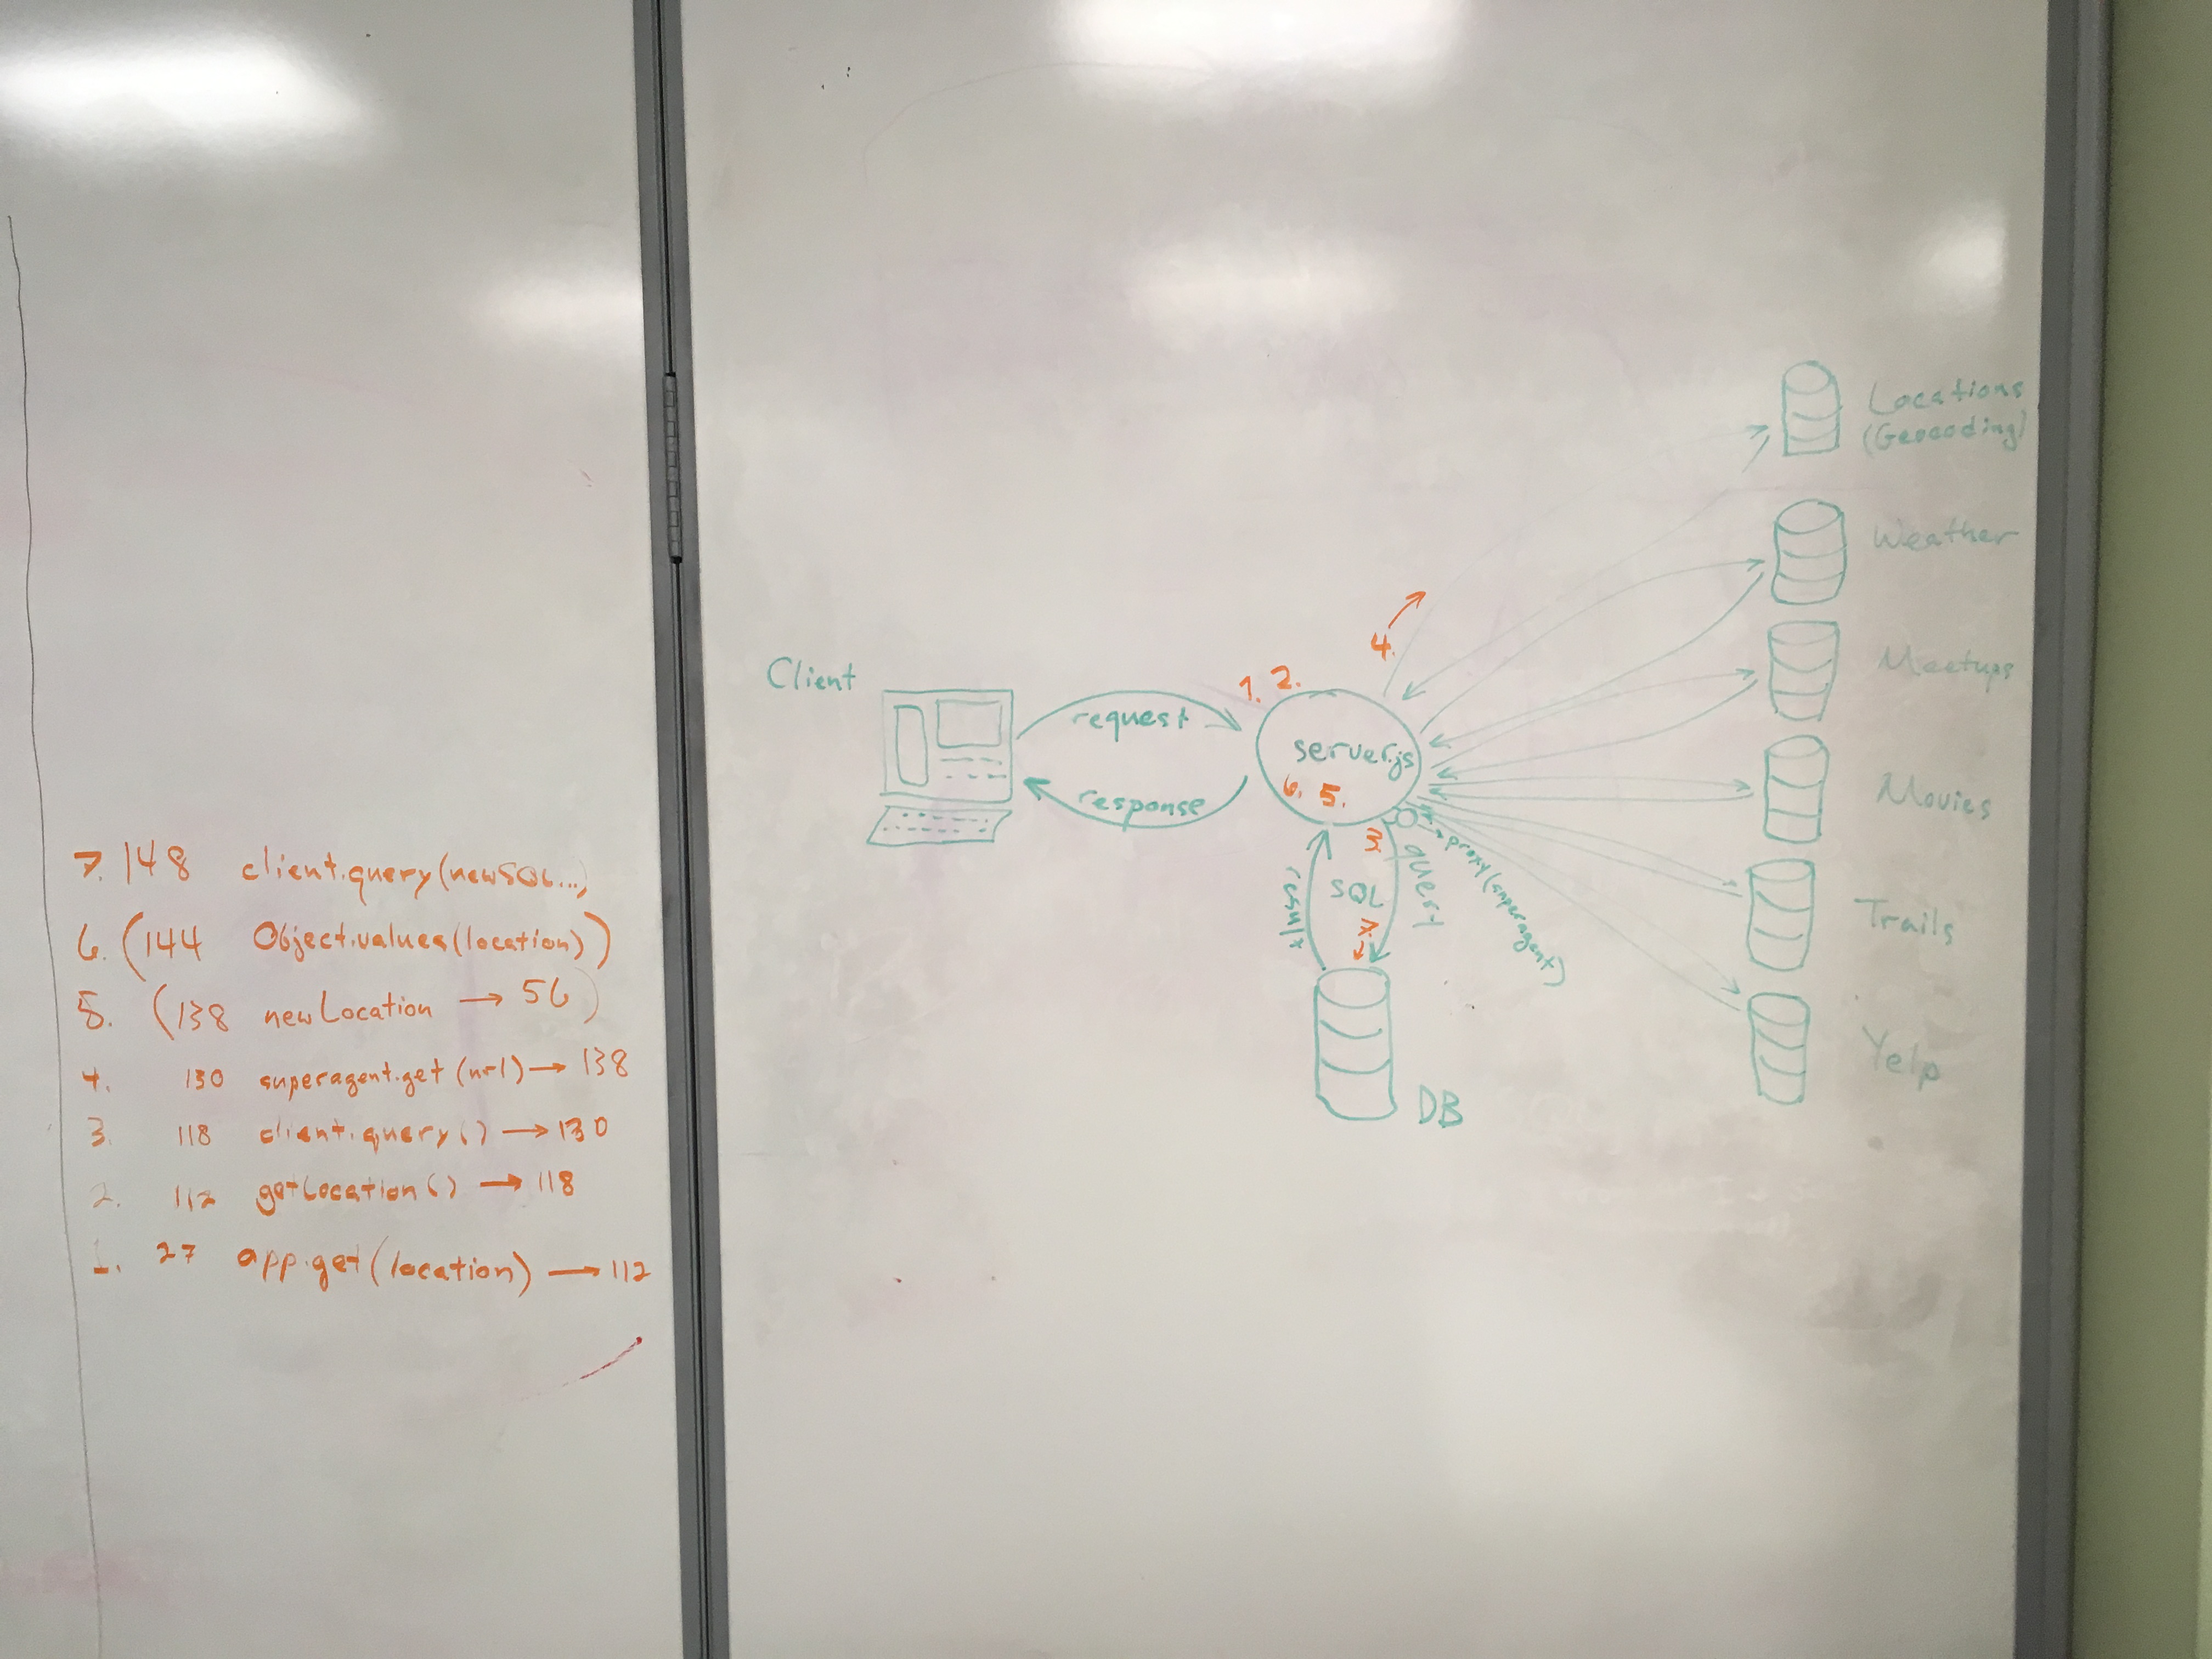 7. 148 client.query(newSQL...)
6. (144 Object.values(location))
5. (138 newLocation → 56)
4. 130 superagent.get(url) → 138
3. 118 client.query() → 130
2. 112 getLocation() → 118
1. 27 app.get(location) → 112
Client
request
response
1. 2.
4.
server.js
6. 5.
3.
SQL
7.
query
result
proxy(superagent)
DB
Locations
(Geocoding)
Weather
Meetups
Movies
Trails
Yelp